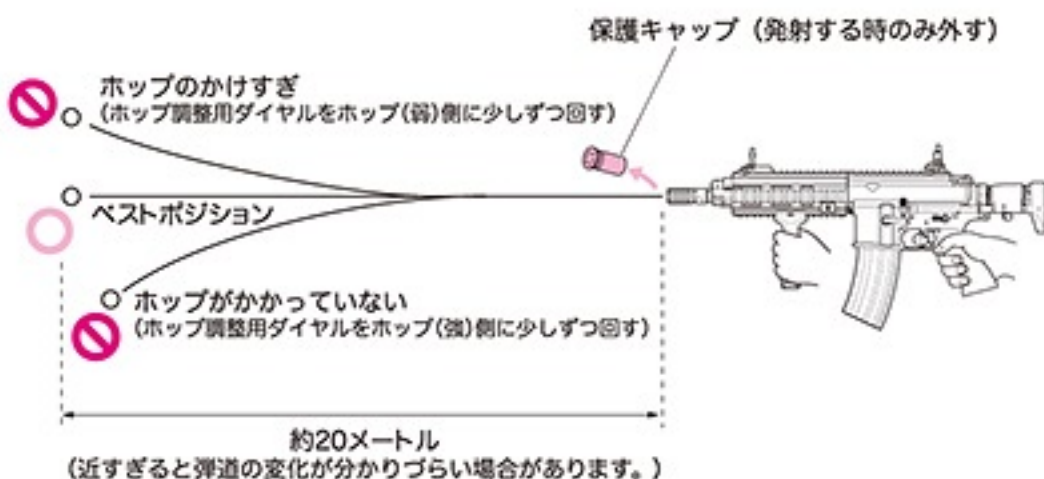 保護キャップ（発射する時のみ外す）
ホップのかけすぎ
(ホップ調整用ダイヤルをホップ(弱)側に少しずつ回す)
ベストポジション
ホップがかかっていない
(ホップ調整用ダイヤルをホップ(強)側に少しずつ回す)
約20メートル
(近すぎると弾道の変化が分かりづらい場合があります。)